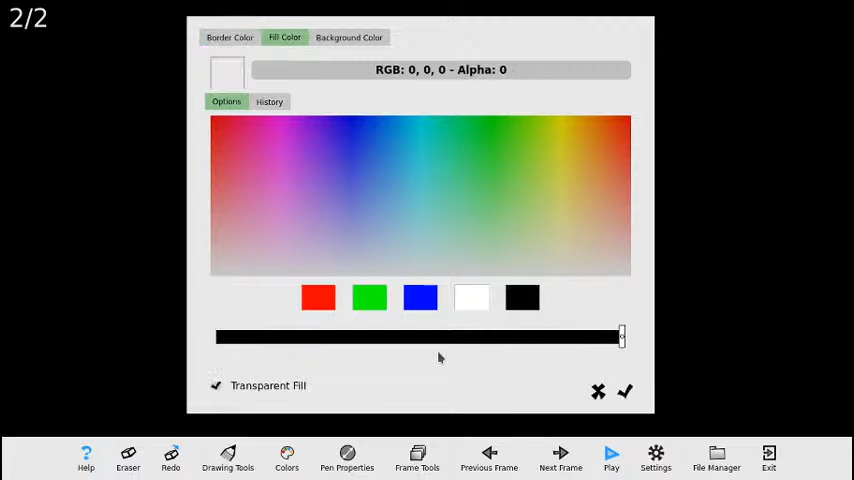 2/2
Border Color Fill Color Background Color
RGB: 0, 0, 0 - Alpha: 0
Options History
Transparent Fill
Help Eraser Redo Drawing Tools Colors Pen Properties Frame Tools Previous Frame Next Frame Play Settings File Manager Exit